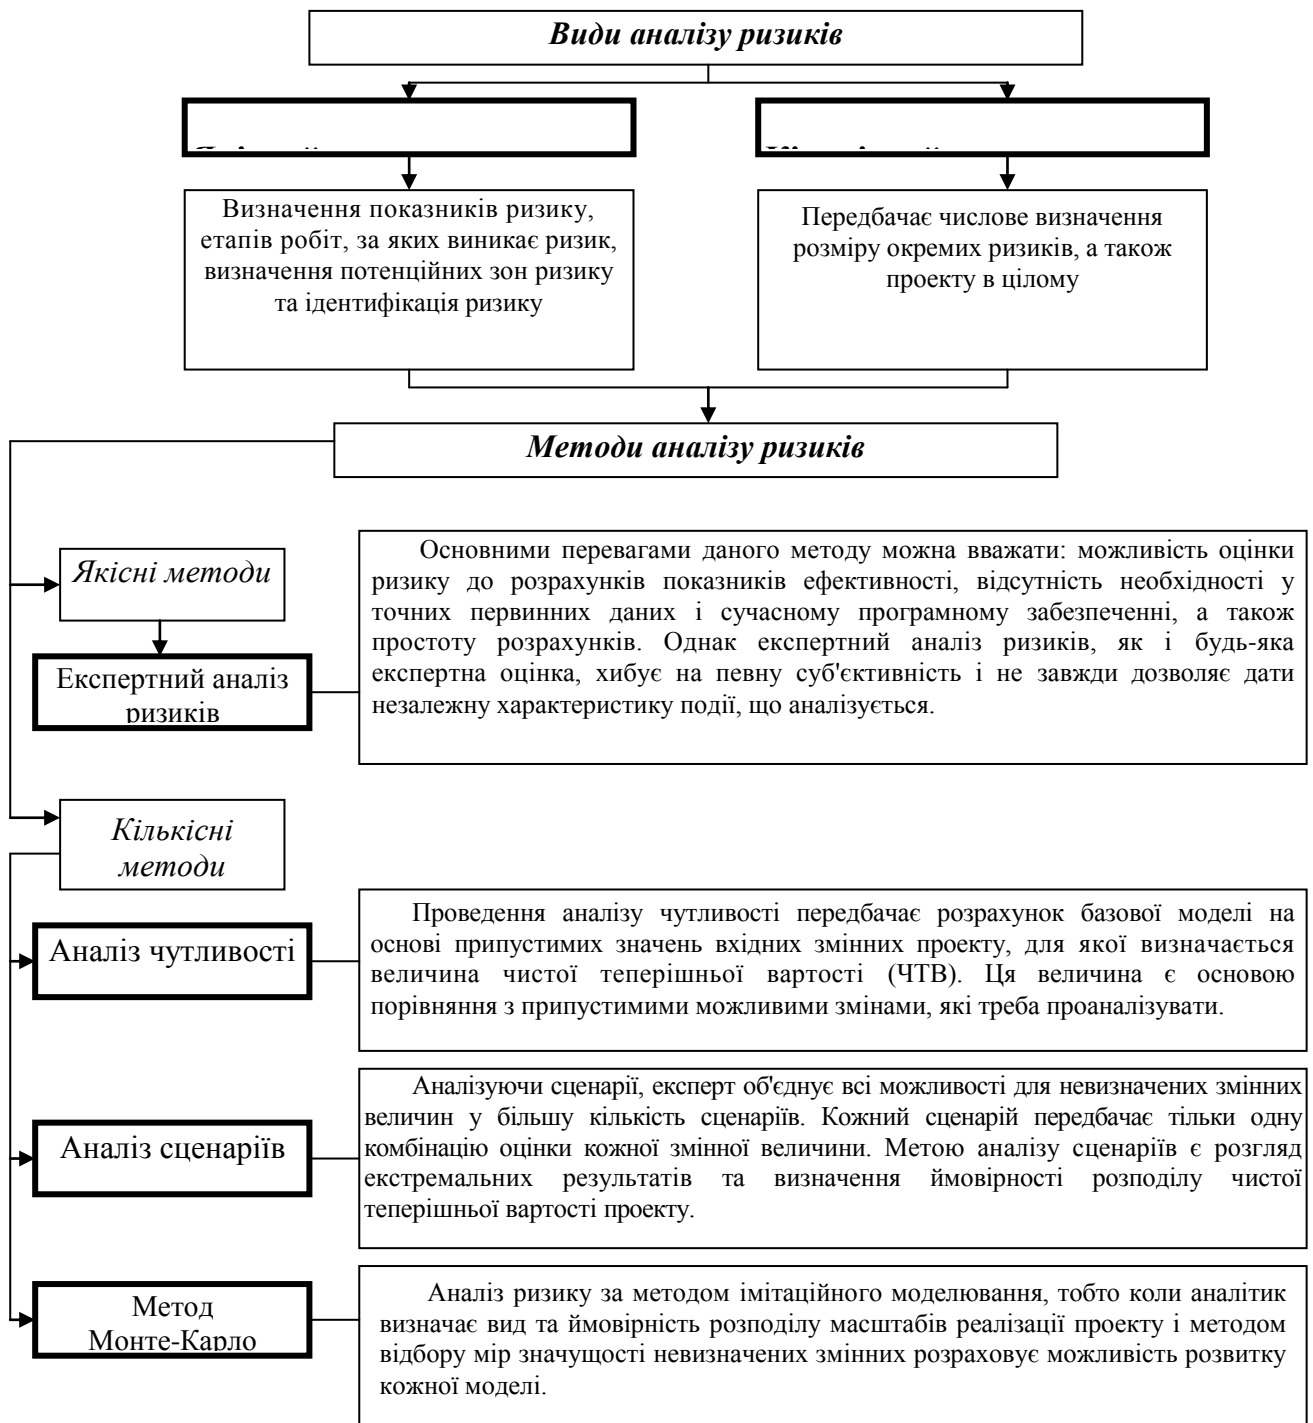 Види аналізу ризиків
Визначення показників ризику,
етапів робіт, за яких виникає ризик,
визначення потенційних зон ризику
та ідентифікація ризику
Передбачає числове визначення
розміру окремих ризиків, а також
проекту в цілому
Методи аналізу ризиків
Якісні методи
Експертний аналіз
ризиків
Основними перевагами даного методу можна вважати: можливість оцінки
ризику до розрахунків показників ефективності, відсутність необхідності у
точних первинних даних і сучасному програмному забезпеченні, а також
простоту розрахунків. Однак експертний аналіз ризиків, як і будь-яка
експертна оцінка, хибує на певну суб'єктивність і не завжди дозволяє дати
незалежну характеристику події, що аналізується.
Кількісні
методи
Аналіз чутливості
Проведення аналізу чутливості передбачає розрахунок базової моделі на
основі припустимих значень вхідних змінних проекту, для якої визначається
величина чистої теперішньої вартості (ЧТВ). Ця величина є основою
порівняння з припустимими можливими змінами, які треба проаналізувати.
Аналіз сценаріїв
Аналізуючи сценарії, експерт об'єднує всі можливості для невизначених змінних
величин у більшу кількість сценаріїв. Кожний сценарій передбачає тільки одну
комбінацію оцінки кожної змінної величини. Метою аналізу сценаріїв є розгляд
екстремальних результатів та визначення ймовірності розподілу чистої
теперішньої вартості проекту.
Метод
Монте-Карло
Аналіз ризику за методом імітаційного моделювання, тобто коли аналітик
визначає вид та ймовірність розподілу масштабів реалізації проекту і методом
відбору мір значущості невизначених змінних розраховує можливість розвитку
кожної моделі.